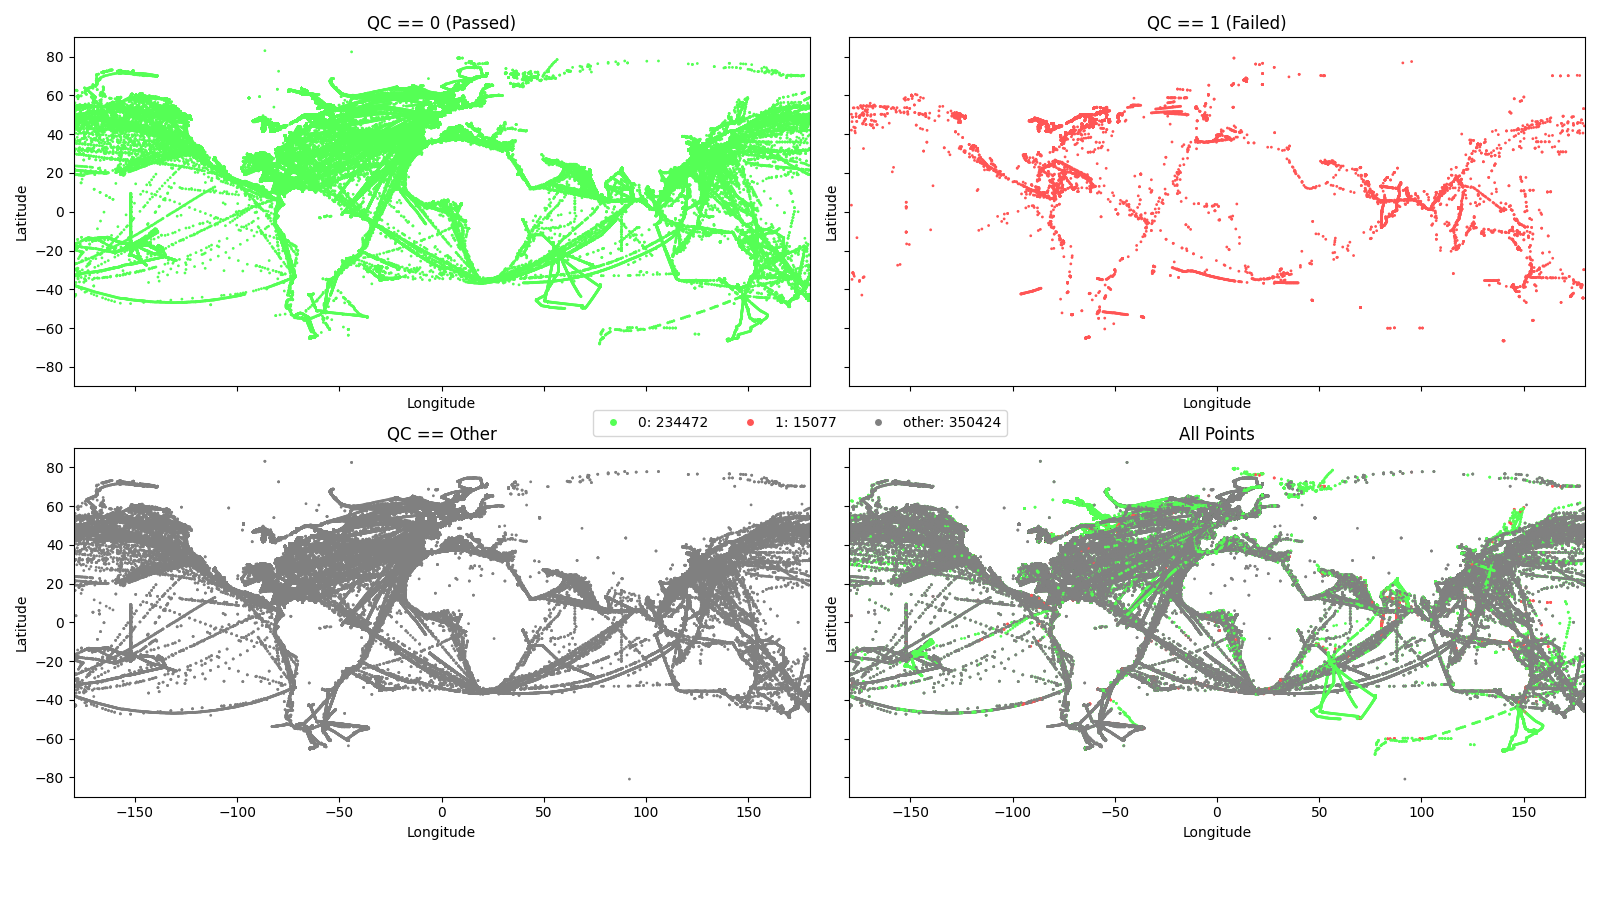 QC == 0 (Passed)
QC == 1 (Failed)
80
60
40
20
0
−20
−40
−60
−80
Latitude
Latitude
Longitude
Longitude
0: 234472 1: 15077 other: 350424
QC == Other
All Points
80
60
40
20
0
−20
−40
−60
−80
Latitude
Latitude
−150 −100 −50 0 50 100 150
−150 −100 −50 0 50 100 150
Longitude
Longitude